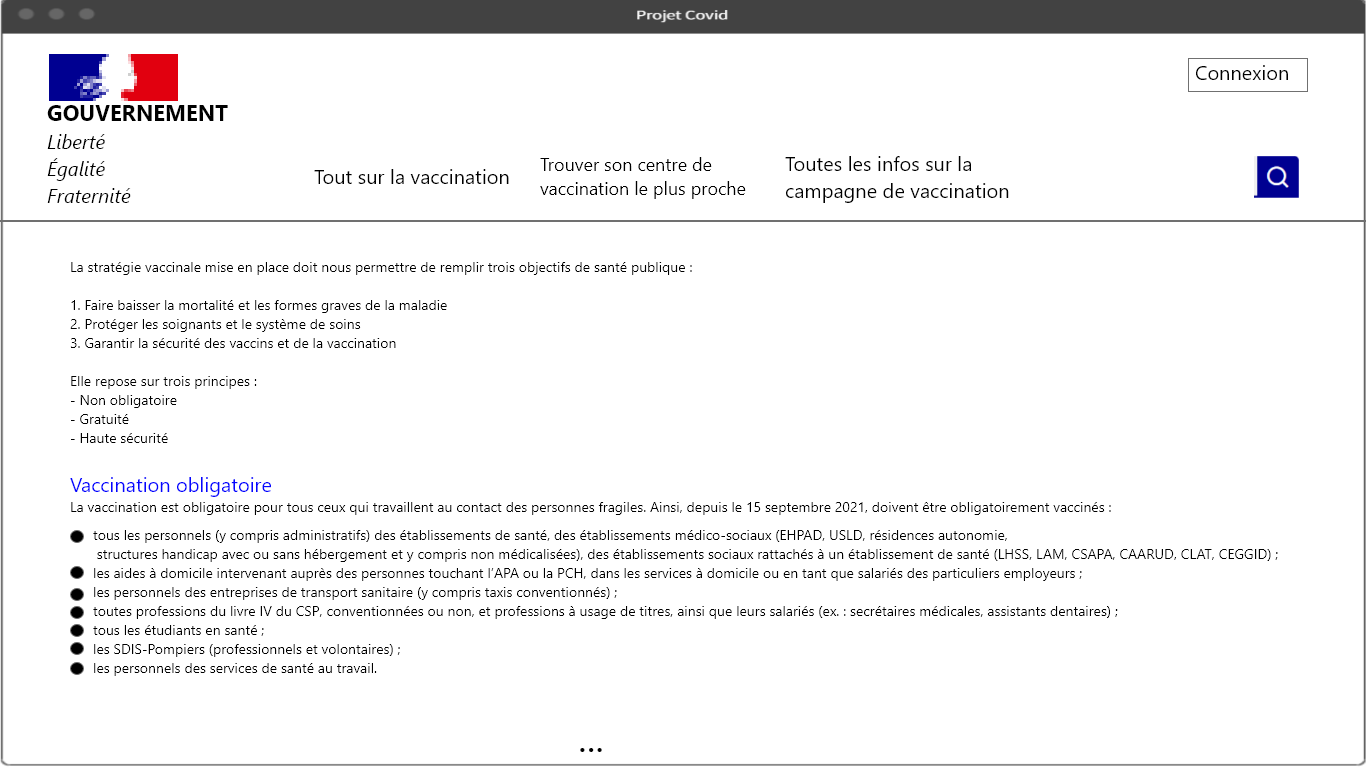 Projet Covid
Connexion
GOUVERNEMENT
Liberté
Égalité
Fraternité
Tout sur la vaccination
Trouver son centre de
vaccination le plus proche
Toutes les infos sur la
campagne de vaccination
La stratégie vaccinale mise en place doit nous permettre de remplir trois objectifs de santé publique :
1. Faire baisser la mortalité et les formes graves de la maladie
2. Protéger les soignants et le système de soins
3. Garantir la sécurité des vaccins et de la vaccination
Elle repose sur trois principes :
- Non obligatoire
- Gratuité
- Haute sécurité
Vaccination obligatoire
La vaccination est obligatoire pour tous ceux qui travaillent au contact des personnes fragiles. Ainsi, depuis le 15 septembre 2021, doivent être obligatoirement vaccinés :
● tous les personnels (y compris administratifs) des établissements de santé, des établissements médico-sociaux (EHPAD, USLD, résidences autonomie,
structures handicap avec ou sans hébergement et y compris non médicalisées), des établissements sociaux rattachés à un établissement de santé (LHSS, LAM, CSAPA, CAARUD, CLAT, CEGGID) ;
● les aides à domicile intervenant auprès des personnes touchant l'APA ou la PCH, dans les services à domicile ou en tant que salariés des particuliers employeurs ;
● les personnels des entreprises de transport sanitaire (y compris taxis conventionnés) ;
● toutes professions du livre IV du CSP, conventionnées ou non, et professions à usage de titres, ainsi que leurs salariés (ex. : secrétaires médicales, assistants dentaires) ;
● tous les étudiants en santé ;
● les SDIS-Pompiers (professionnels et volontaires) ;
● les personnels des services de santé au travail.
...